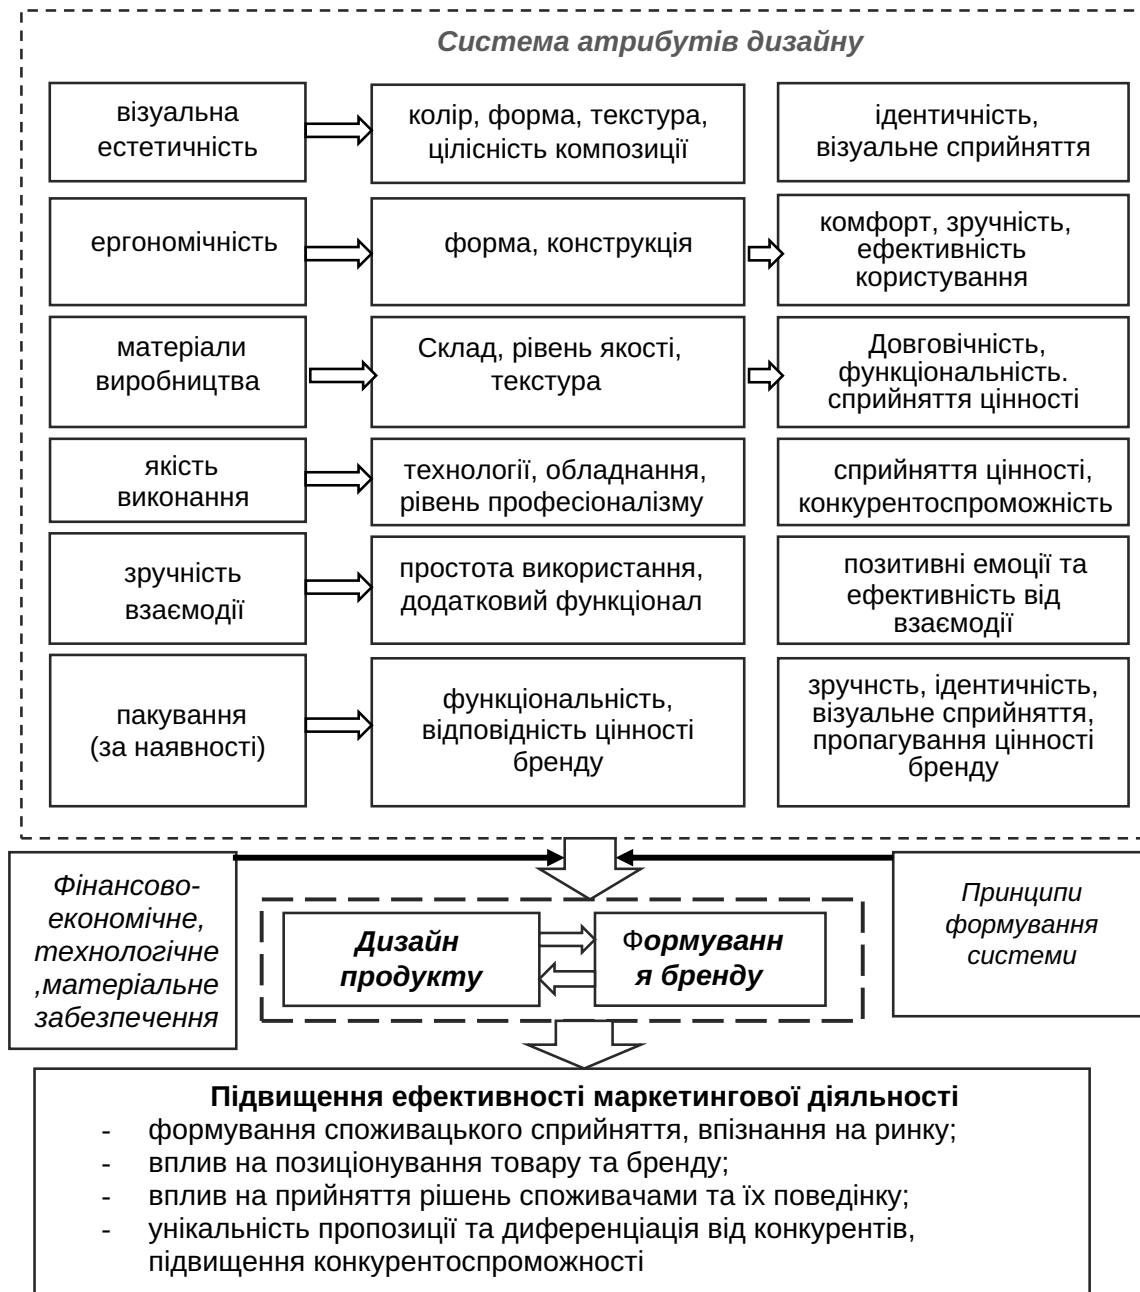 Система атрибутів дизайну
візуальна
естетичність
колір, форма, текстура,
цілісність композиції
ідентичність,
візуальне сприйняття
ергономічність
форма, конструкція
комфорт, зручність,
ефективність
користування
матеріали
виробництва
Склад, рівень якості,
текстура
Довговічність,
функціональність.
сприйняття цінності
якість
виконання
технології, обладнання,
рівень професіоналізму
сприйняття цінності,
конкурентоспроможність
зручність
взаємодії
простота використання,
додатковий функціонал
позитивні емоції та
ефективність від
взаємодії
пакування
(за наявності)
функціональність,
відповідність цінності
бренду
зручнсть, ідентичність,
візуальне сприйняття,
пропагування цінності
бренду
Фінансово-
економічне,
технологічне
,матеріальне
забезпечення
Дизайн
продукту
Формуванн
я бренду
Принципи
формування
системи
Підвищення ефективності маркетингової діяльності
- формування споживацького сприйняття, впізнання на ринку;
- вплив на позиціонування товару та бренду;
- вплив на прийняття рішень споживачами та їх поведінку;
- унікальність пропозиції та диференціація від конкурентів,
підвищення конкурентоспроможності